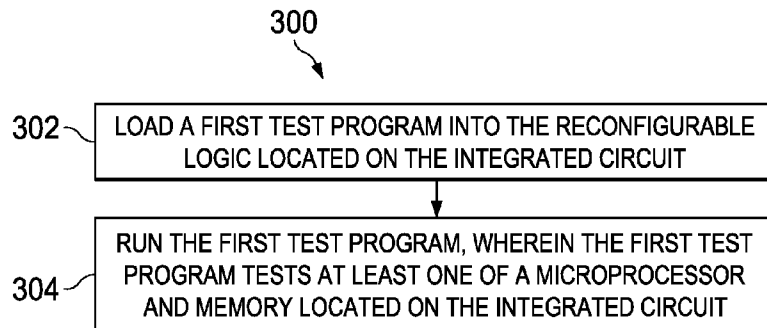 300
302
LOAD A FIRST TEST PROGRAM INTO THE RECONFIGURABLE
LOGIC LOCATED ON THE INTEGRATED CIRCUIT
304
RUN THE FIRST TEST PROGRAM, WHEREIN THE FIRST TEST
PROGRAM TESTS AT LEAST ONE OF A MICROPROCESSOR
AND MEMORY LOCATED ON THE INTEGRATED CIRCUIT